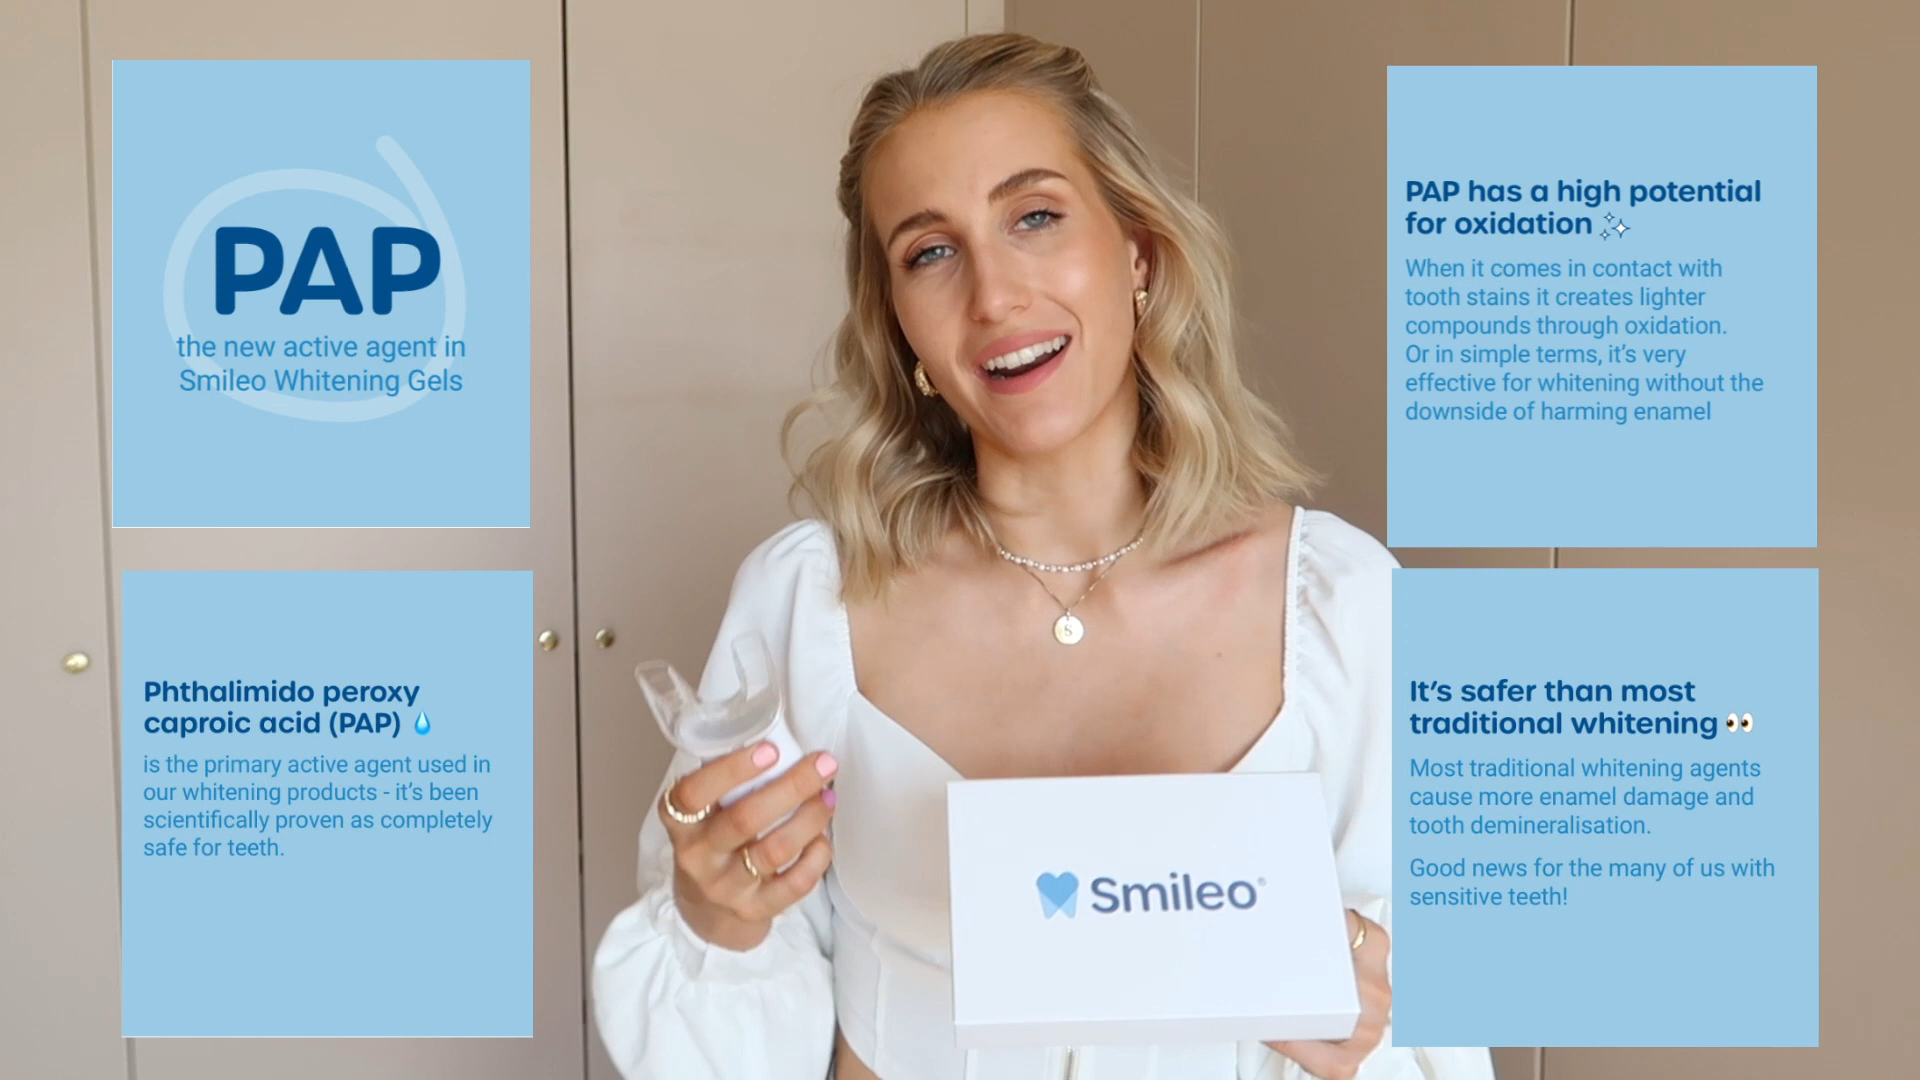 PAP
the new active agent in
Smileo Whitening Gels
Phthalimido peroxy
caproic acid (PAP) 💧
is the primary active agent used in
our whitening products - it's been
scientifically proven as completely
safe for teeth.
PAP has a high potential
for oxidation ✨
When it comes in contact with
tooth stains it creates lighter
compounds through oxidation.
Or in simple terms, it's very
effective for whitening without the
downside of harming enamel
It's safer than most
traditional whitening 👀
Most traditional whitening agents
cause more enamel damage and
tooth demineralisation.
Good news for the many of us with
sensitive teeth!
S
Smileo®